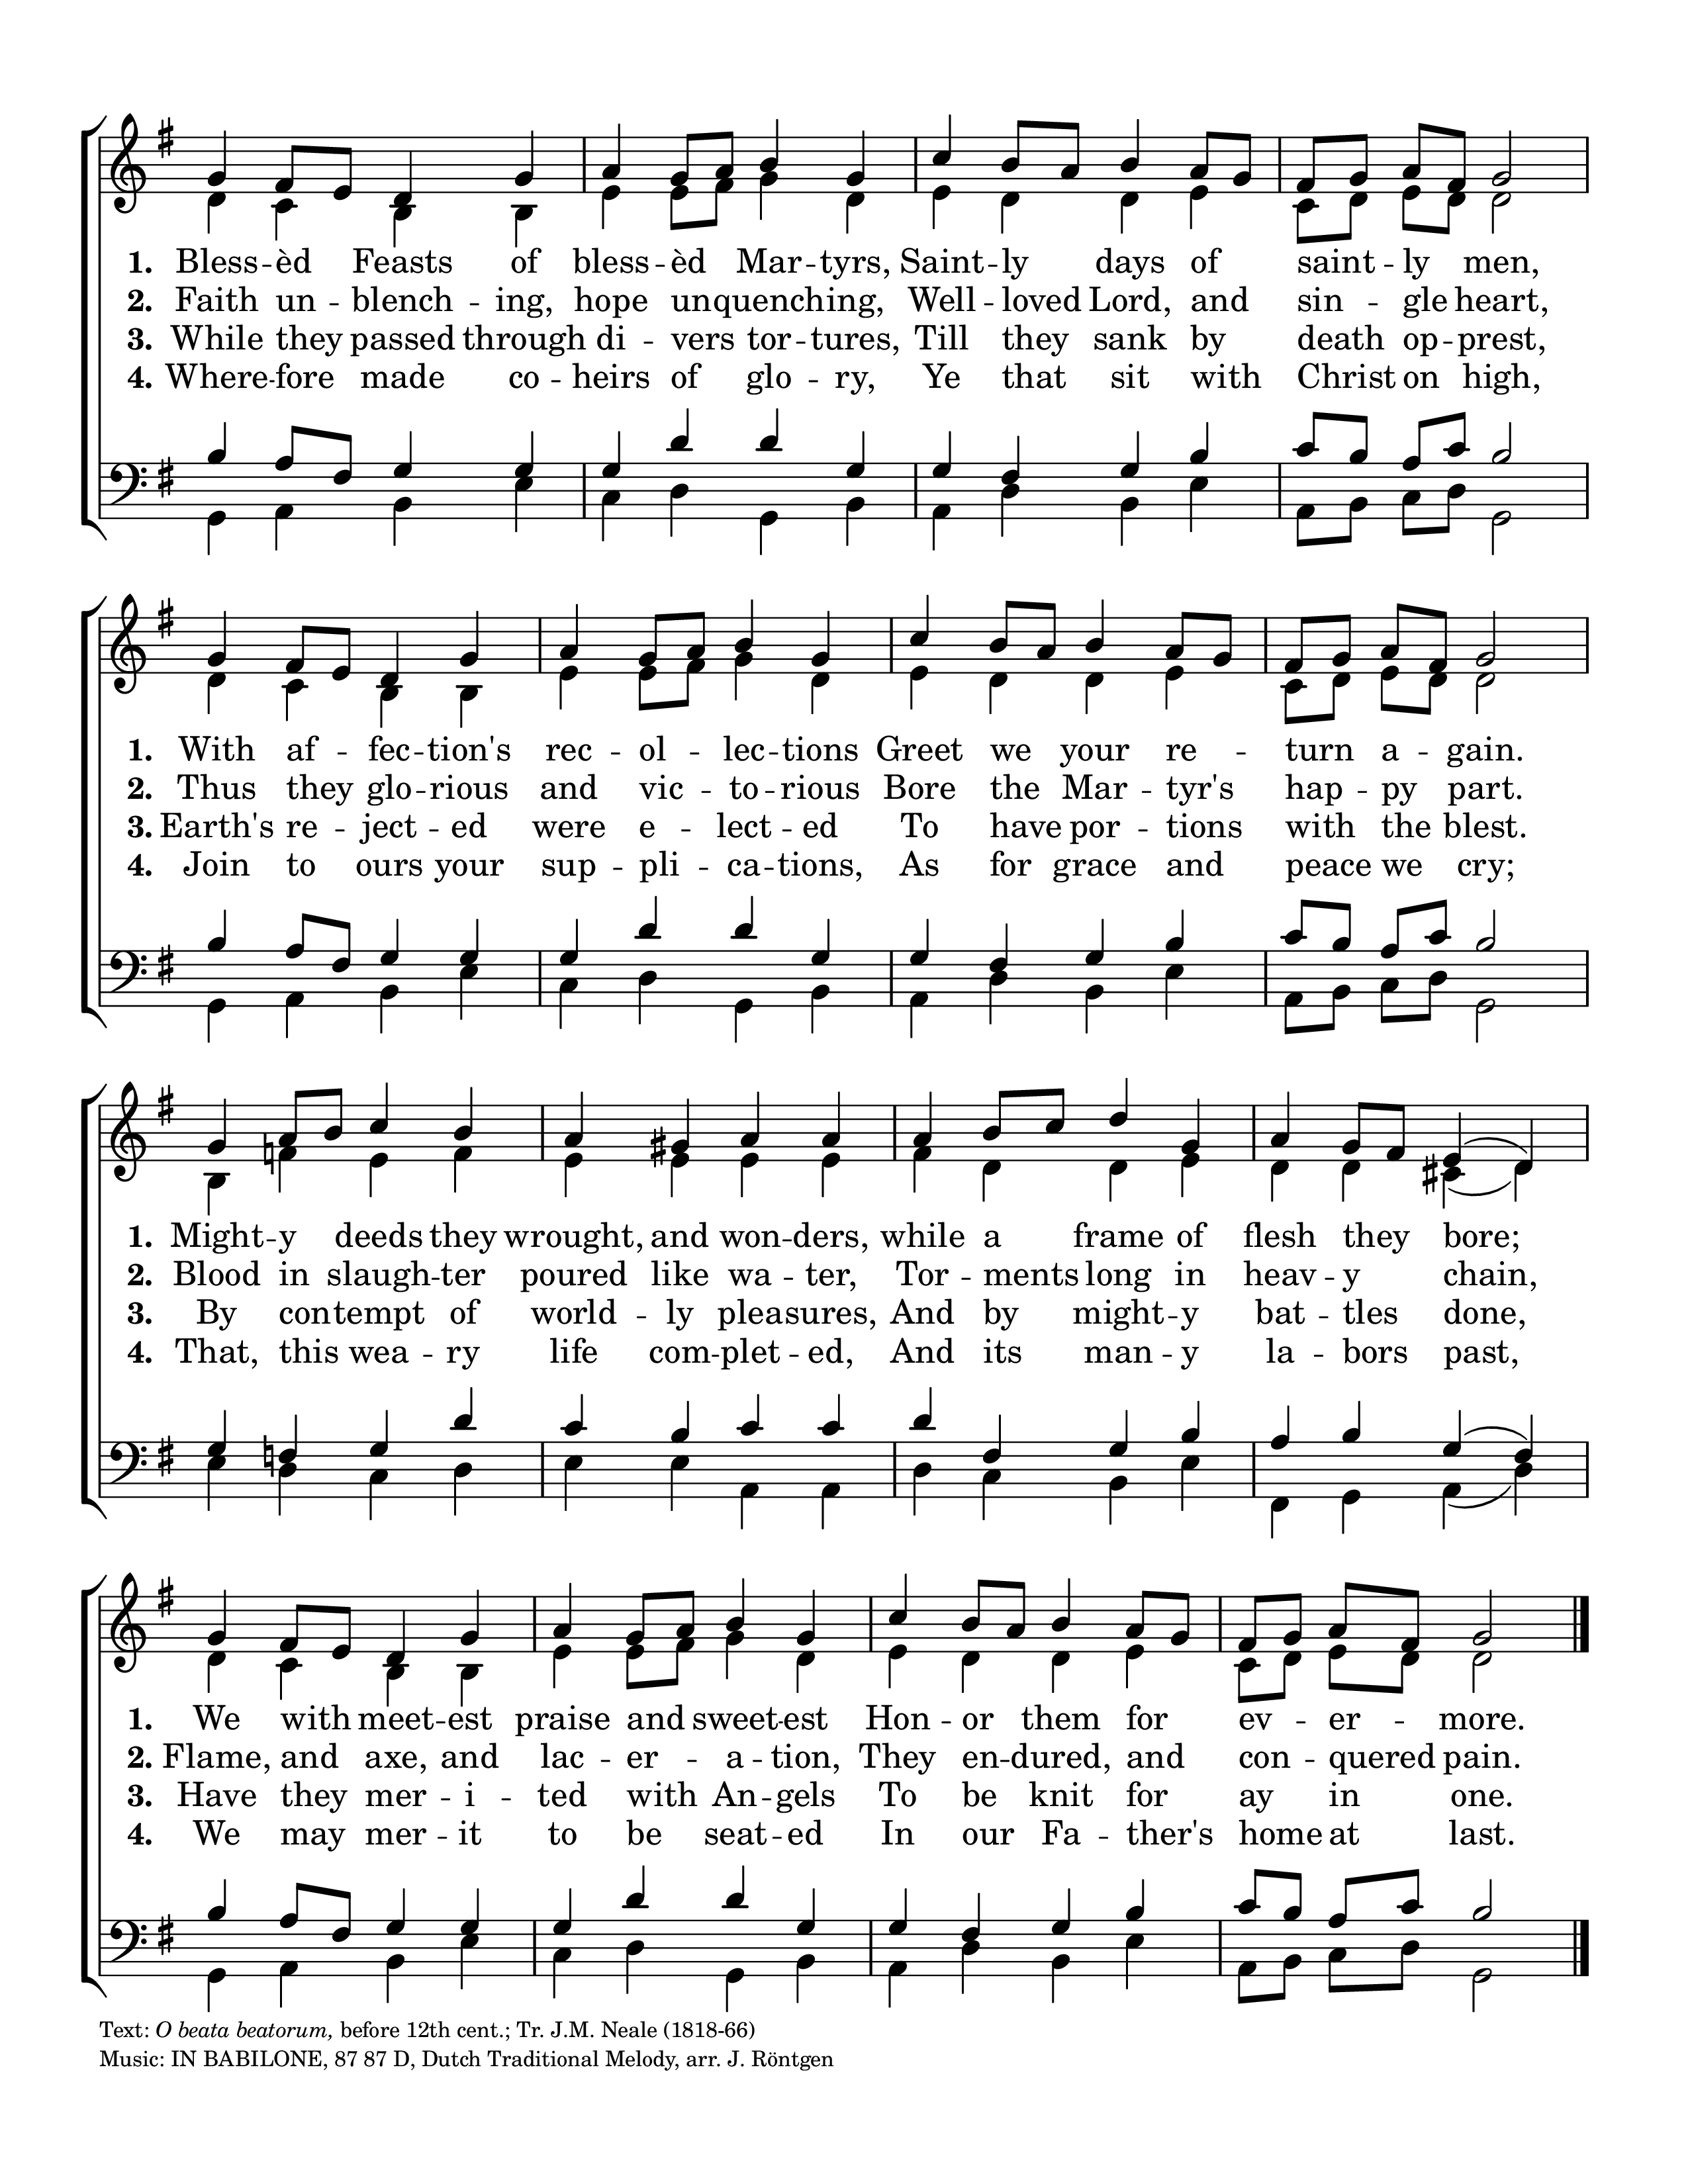 1. Bless -- èd Feasts of bless -- èd Mar -- tyrs, Saint -- ly days of saint -- ly men,
2. Faith un -- blench -- ing, hope unquenching, Well -- loved Lord, and sin -- gle heart,
3. While they passed through di -- vers tor -- tures, Till they sank by death op -- prest,
4. Where -- fore made co -- heirs of glo -- ry, Ye that sit with Christ on high,
1. With af -- fec -- tion's rec -- ol -- lec -- tions Greet we your re -- turn a -- gain.
2. Thus they glo -- rious and vic -- to -- rious Bore the Mar -- tyr's hap -- py part.
3. Earth's re -- ject -- ed were e -- lect -- ed To have por -- tions with the blest.
4. Join to ours your sup -- pli -- ca -- tions, As for grace and peace we cry;
1. Might -- y deeds they wrought, and won -- ders, while a frame of flesh they bore;
2. Blood in slaugh -- ter poured like wa -- ter, Tor -- ments long in heav -- y chain,
3. By contempt of world -- ly pleasures, And by might -- y bat -- tles done,
4. That, this wea -- ry life com -- plet -- ed, And its man -- y la -- bors past,
1. We with meet -- est praise and sweet -- est Hon -- or them for ev -- er -- more.
2. Flame, and axe, and lac -- er -- a -- tion, They en -- dured, and con -- quered pain.
3. Have they mer -- i -- ted with An -- gels To be knit for ay in one.
4. We may mer -- it to be seat -- ed In our Fa -- ther's home at last.
Text: O beata beatorum, before 12th cent.; Tr. J.M. Neale (1818-66)
Music: IN BABILONE, 87 87 D, Dutch Traditional Melody, arr. J. Röntgen